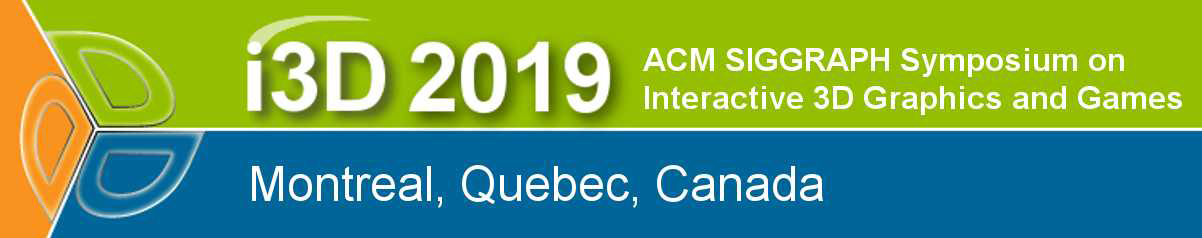 i3D 2019
ACM SIGGRAPH Symposium on
Interactive 3D Graphics and Games
Montreal, Quebec, Canada